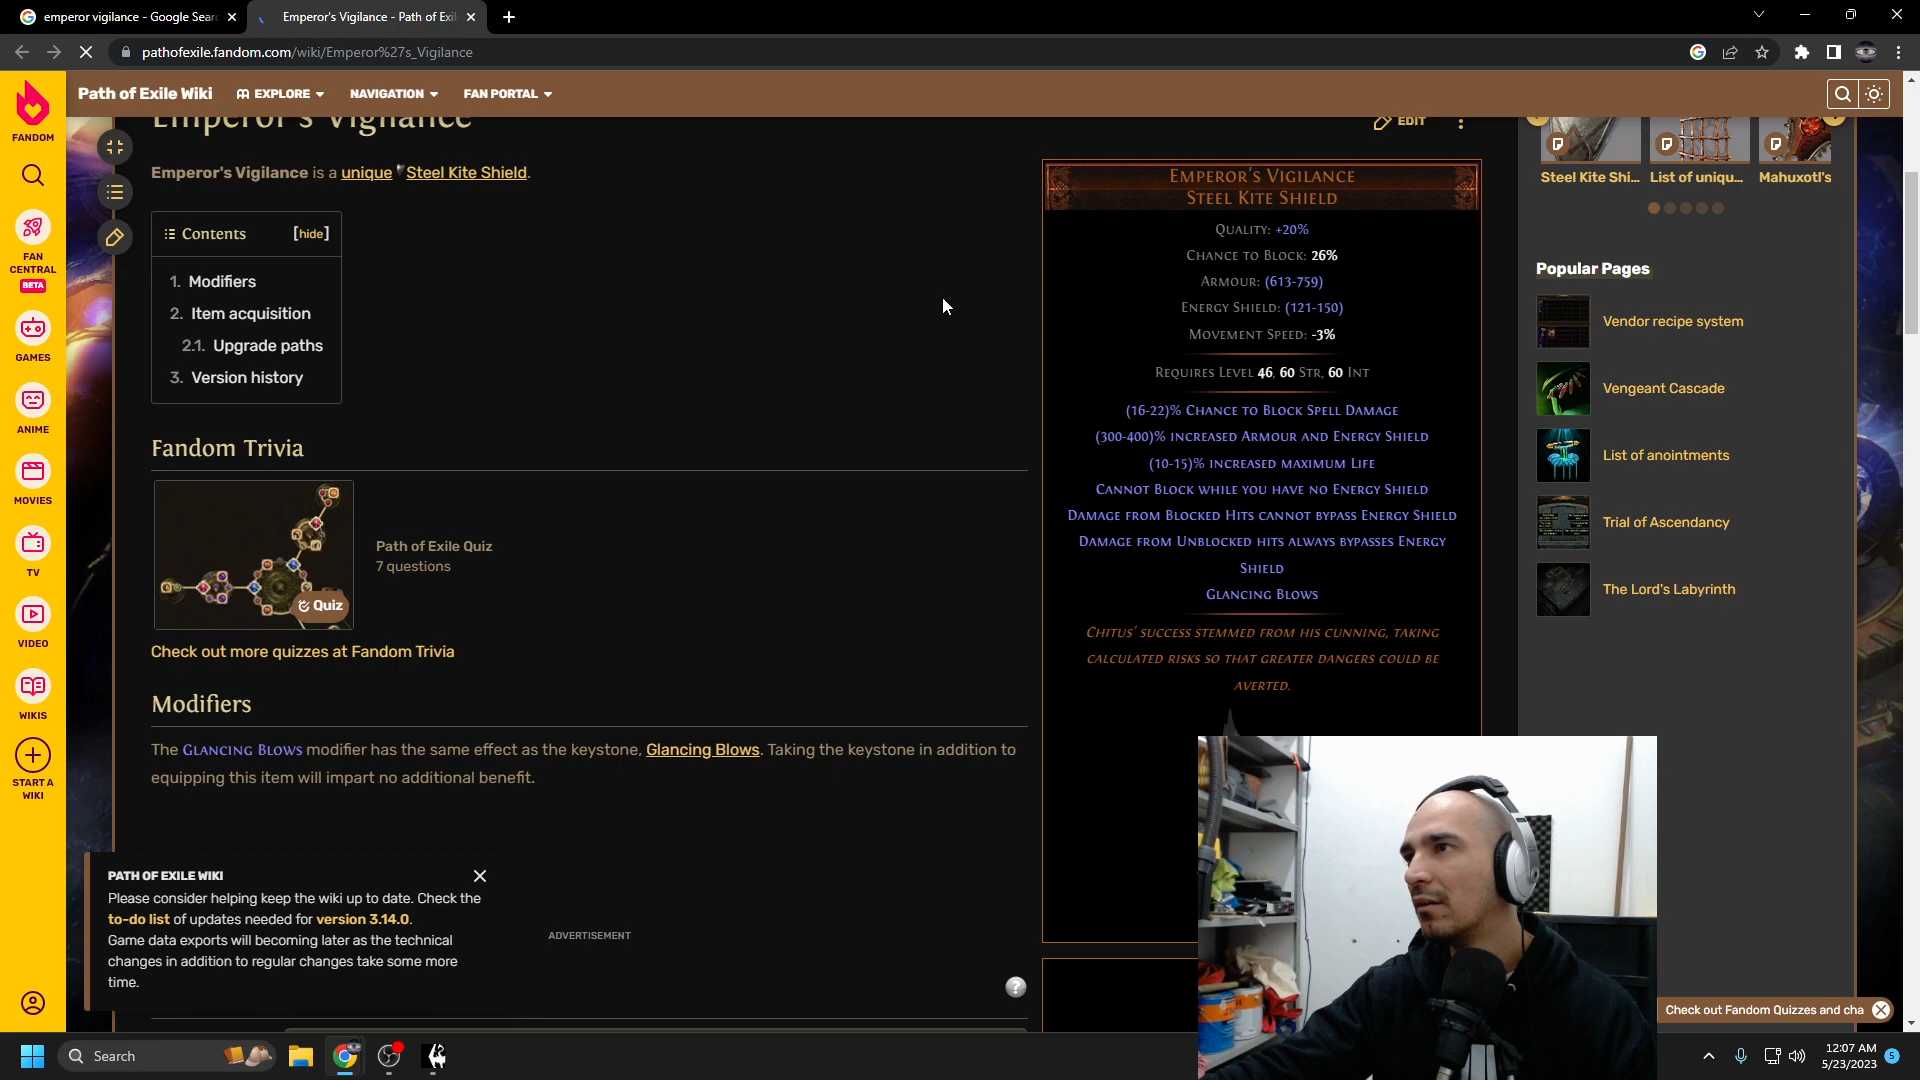 emperor vigilance - Google Sear
Emperor's Vigilance - Path of Exil
pathofexile.fandom.com/wiki/Emperor%27s_Vigilance
Path of Exile Wiki
EXPLORE
NAVIGATION
FAN PORTAL
FANDOM
FAN CENTRAL
BETA
GAMES
ANIME
MOVIES
TV
VIDEO
WIKIS
START A
WIKI
Emperor's Vigilance
EDIT
Emperor's Vigilance is a unique Steel Kite Shield.
Contents [hide]
1. Modifiers
2. Item acquisition
2.1. Upgrade paths
3. Version history
Fandom Trivia
Quiz
Path of Exile Quiz
7 questions
Check out more quizzes at Fandom Trivia
Modifiers
The Glancing Blows modifier has the same effect as the keystone, Glancing Blows. Taking the keystone in addition to
equipping this item will impart no additional benefit.
PATH OF EXILE WIKI
Please consider helping keep the wiki up to date. Check the
to-do list of updates needed for version 3.14.0.
Game data exports will becoming later as the technical
changes in addition to regular changes take some more
time.
ADVERTISEMENT
?
Emperor's Vigilance
Steel Kite Shield
Quality: +20%
Chance to Block: 26%
Armour: (613-759)
Energy Shield: (121-150)
Movement Speed: -3%
Requires Level 46, 60 Str, 60 Int
(16-22)% Chance to Block Spell Damage
(300-400)% increased Armour and Energy Shield
(10-15)% increased maximum Life
Cannot Block while you have no Energy Shield
Damage from Blocked Hits cannot bypass Energy Shield
Damage from Unblocked hits always bypasses Energy
Shield
Glancing Blows
Chitus' success stemmed from his cunning, taking
calculated risks so that greater dangers could be
averted.
Steel Kite Shi...
List of uniqu...
Mahuxotl's
Popular Pages
Vendor recipe system
Vengeant Cascade
List of anointments
Trial of Ascendancy
The Lord's Labyrinth
Check out Fandom Quizzes and cha
Search
12:07 AM
5/23/2023
5